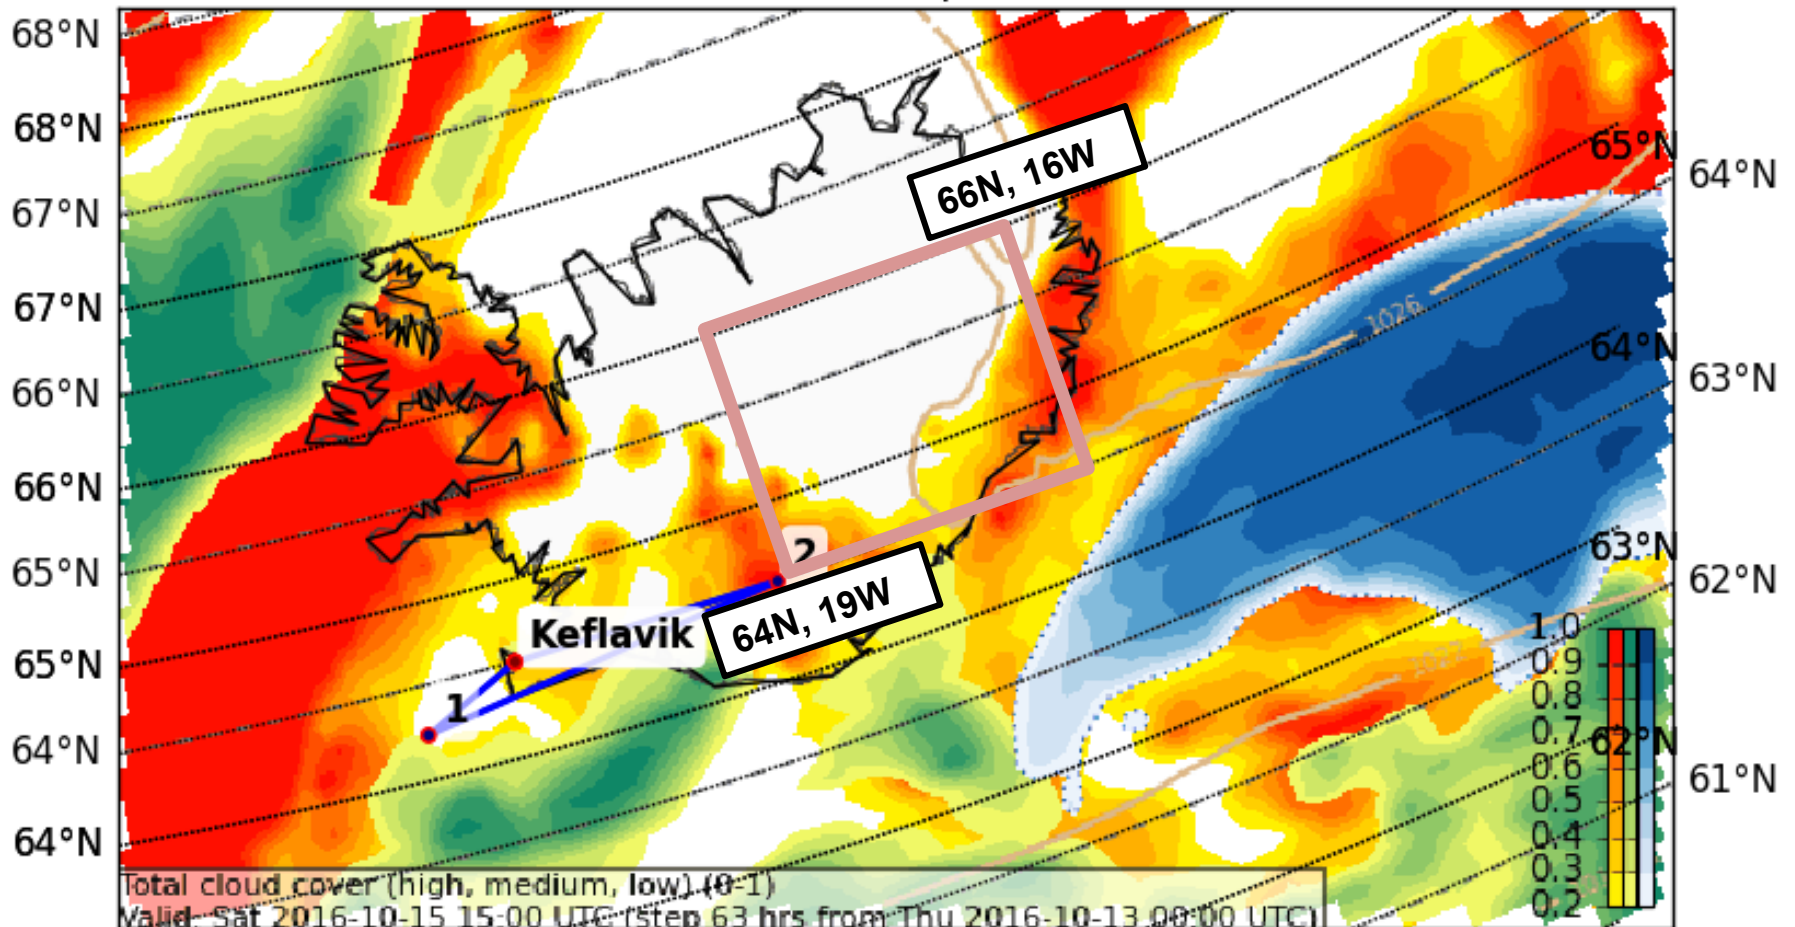 68°N
68°N
67°N
67°N
66°N
66°N
65°N
65°N
64°N
64°N
66N, 16W
65°N
64°N
1026
64°N
63°N
2
63°N
62°N
64N, 19W
Keflavik
1
1022
62°N
61°N
1.0
0.9
0.8
0.7
0.6
0.5
0.4
0.3
0.2
Total cloud cover (high, medium, low) (0-1)
Valid: Sat 2016-10-15 15:00 UTC (step 63 hrs from Thu 2016-10-13 00:00 UTC)